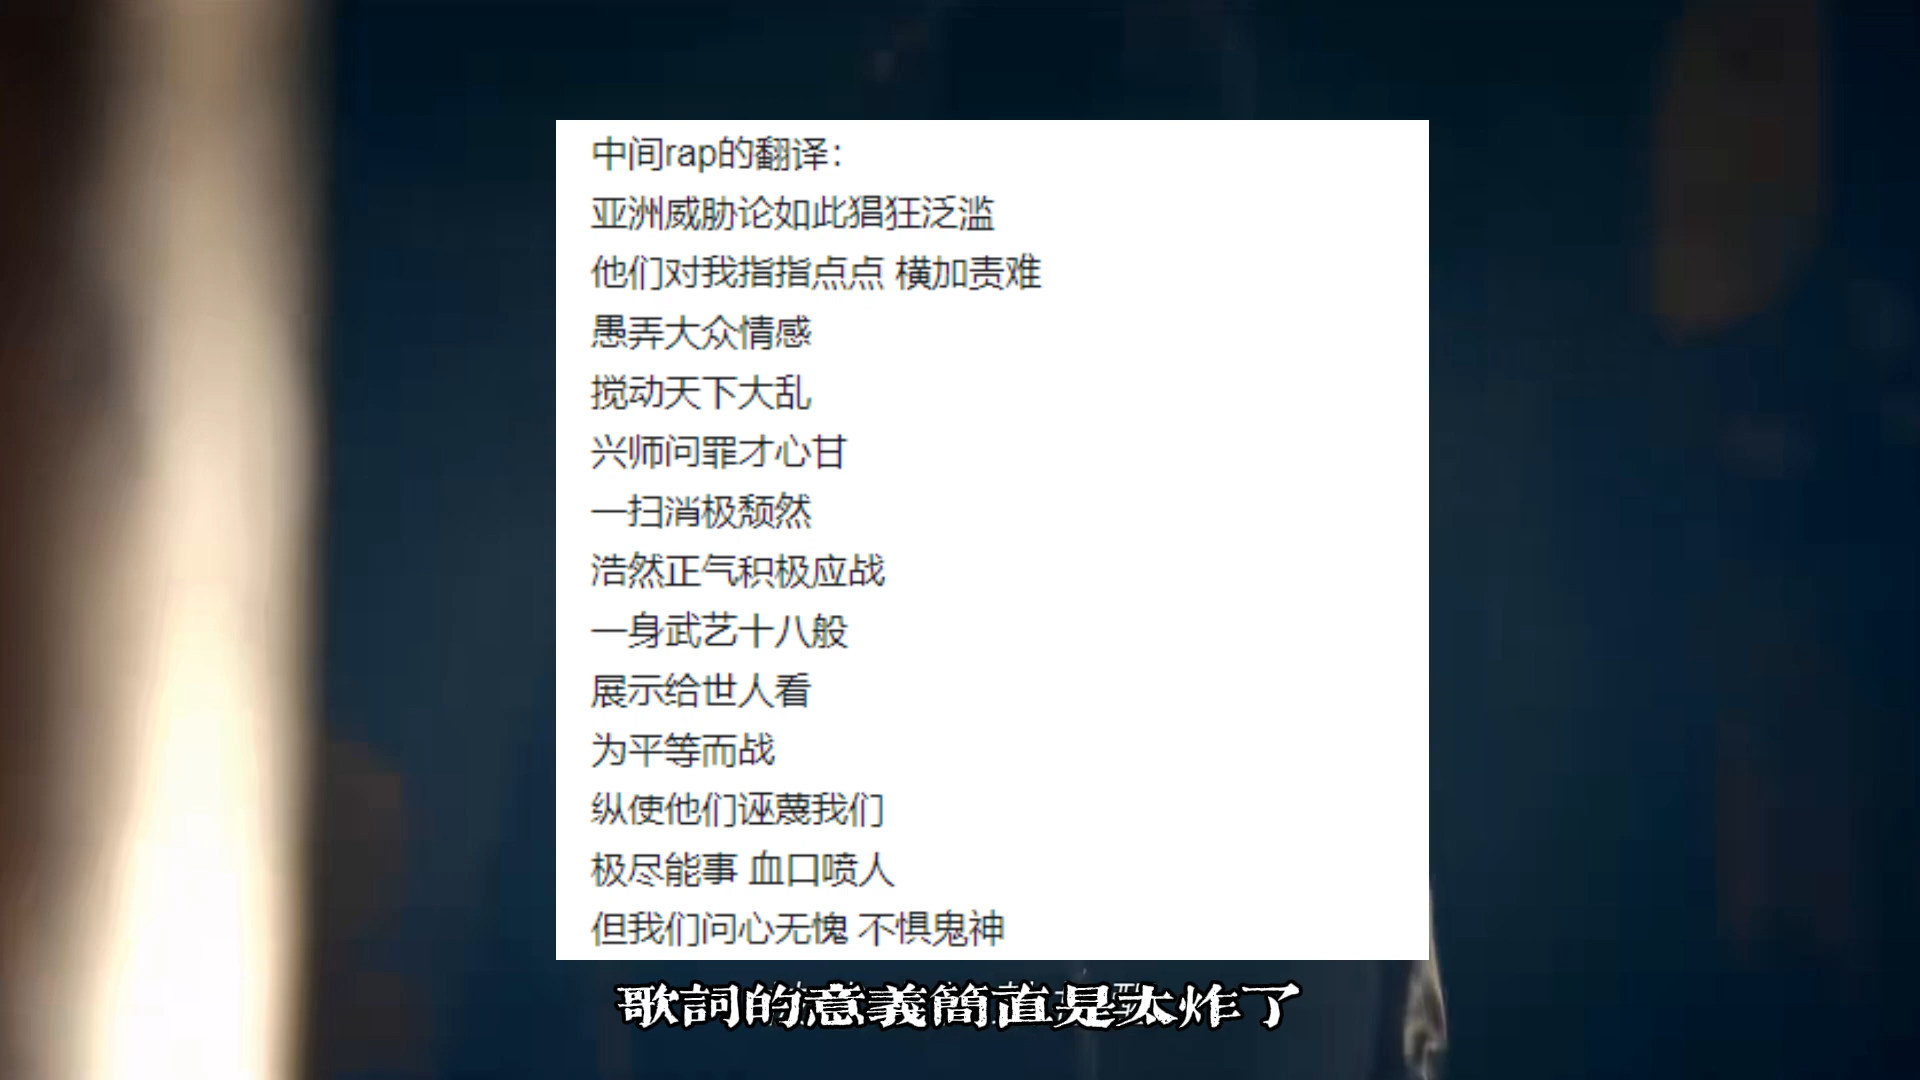 中间rap的翻译：
亚洲威胁论如此猖狂泛滥
他们对我指指点点 横加责难
愚弄大众情感
搅动天下大乱
兴师问罪才心甘
一扫消极颓然
浩然正气积极应战
一身武艺十八般
展示给世人看
为平等而战
纵使他们诬蔑我们
极尽能事 血口喷人
但我们问心无愧 不惧鬼神
歌詞的意義簡直是太炸了